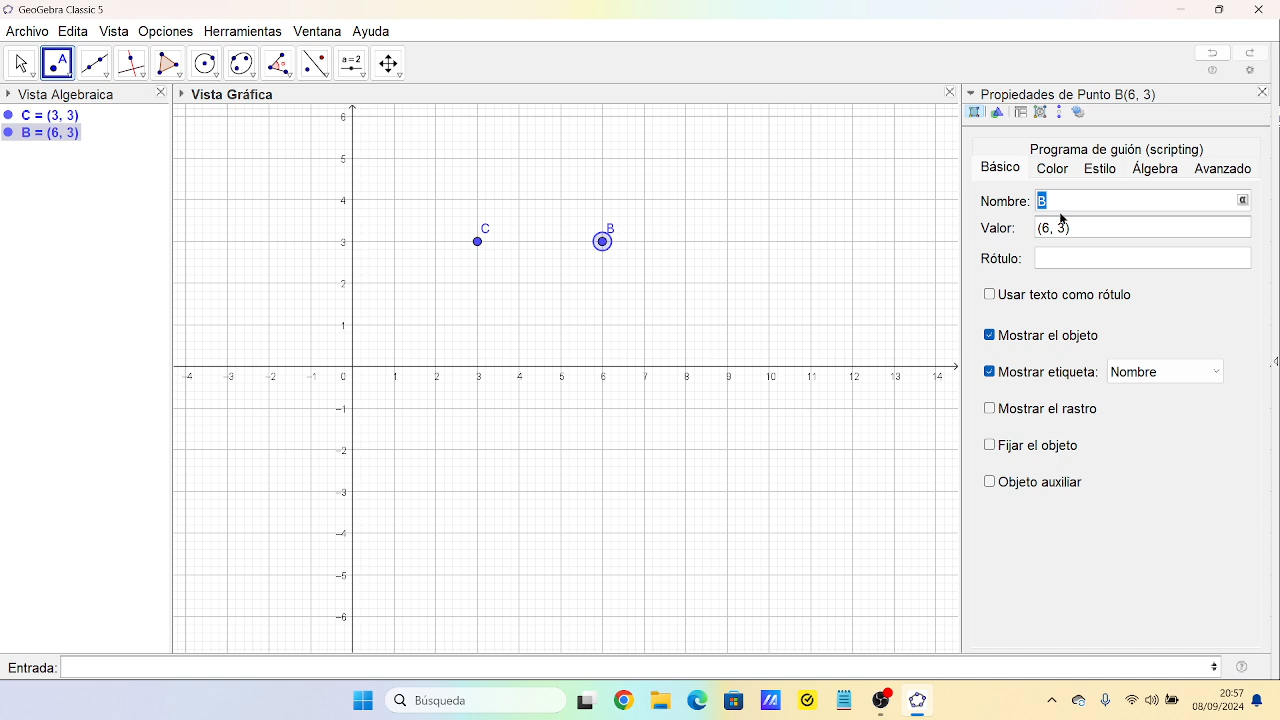 GeoGebra Classic 5
Archivo Edita Vista Opciones Herramientas Ventana Ayuda
A
a=2
Vista Algebraica
Vista Gráfica
Propiedades de Punto B(6, 3)
C = (3, 3)
B = (6, 3)
Programa de guión (scripting)
Básico Color Estilo Álgebra Avanzado
Nombre: B α
Valor: (6, 3)
Rótulo:
Usar texto como rótulo
Mostrar el objeto
Mostrar etiqueta: Nombre
Mostrar el rastro
Fijar el objeto
Objeto auxiliar
6
5
4
3
2
1
C
B
-4 -3 -2 -1 0 1 2 3 4 5 6 7 8 9 10 11 12 13 14
-1
-2
-3
-4
-5
-6
Entrada:
Búsqueda
20:57
08/09/2024